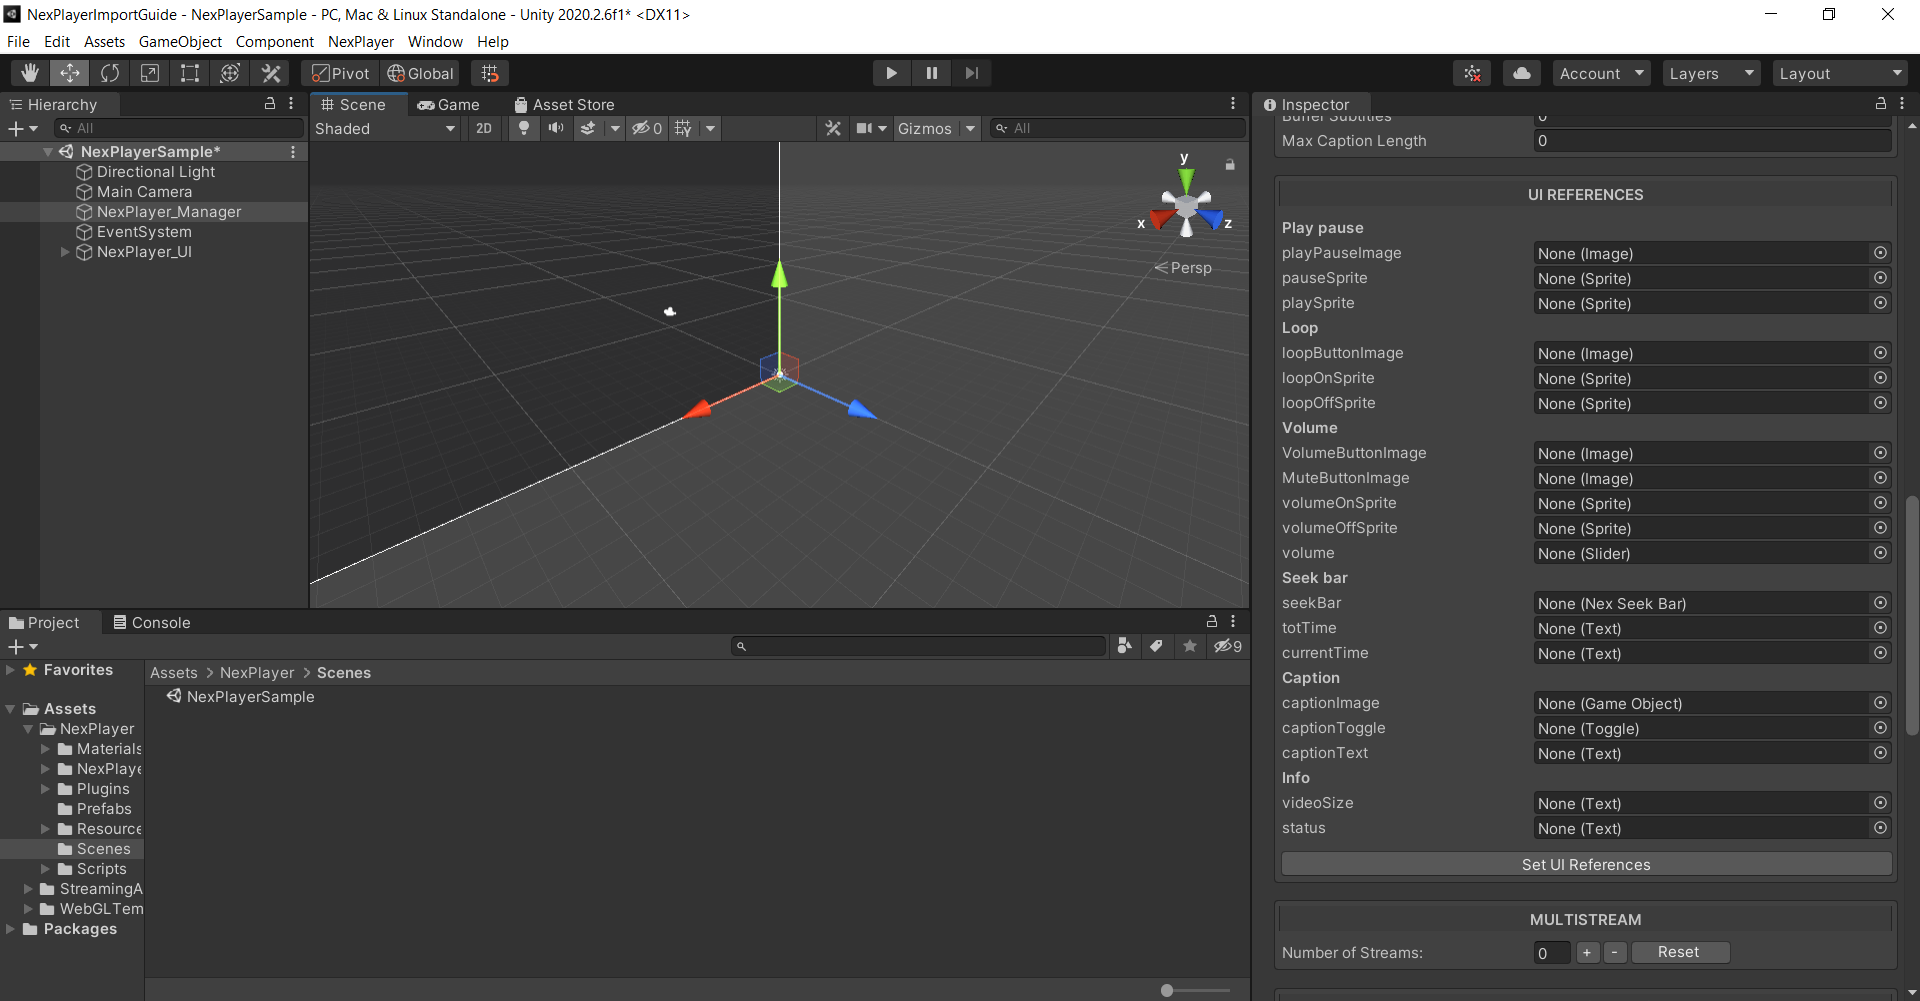 NexPlayerImportGuide - NexPlayerSample - PC, Mac & Linux Standalone - Unity 2020.2.6f1* <DX11>
File Edit Assets GameObject Component NexPlayer Window Help
Pivot Global Account Layers Layout
Hierarchy
All
NexPlayerSample*
Directional Light
Main Camera
NexPlayer_Manager
EventSystem
NexPlayer_UI
Scene Game Asset Store
Shaded 2D 0 Gizmos All
y
x z
Persp
Project Console
9
Favorites
Assets
NexPlayer
Materials
NexPlaye
Plugins
Prefabs
Resource
Scenes
Scripts
StreamingA
WebGLTem
Packages
Assets > NexPlayer > Scenes
NexPlayerSample
Inspector
Buffer Subtitles 0
Max Caption Length 0
UI REFERENCES
Play pause
playPauseImage None (Image)
pauseSprite None (Sprite)
playSprite None (Sprite)
Loop
loopButtonImage None (Image)
loopOnSprite None (Sprite)
loopOffSprite None (Sprite)
Volume
VolumeButtonImage None (Image)
MuteButtonImage None (Image)
volumeOnSprite None (Sprite)
volumeOffSprite None (Sprite)
volume None (Slider)
Seek bar
seekBar None (Nex Seek Bar)
totTime None (Text)
currentTime None (Text)
Caption
captionImage None (Game Object)
captionToggle None (Toggle)
captionText None (Text)
Info
videoSize None (Text)
status None (Text)
Set UI References
MULTISTREAM
Number of Streams: 0 + - Reset